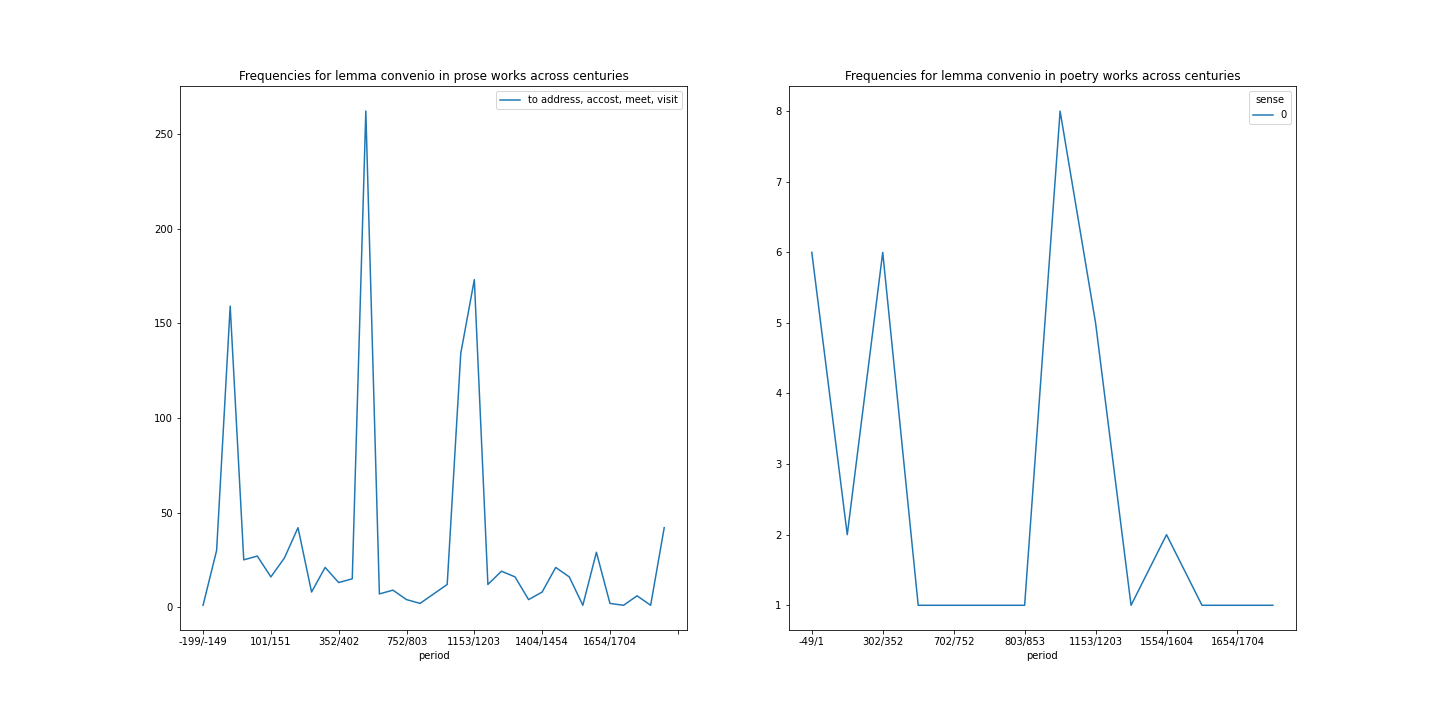 Frequencies for lemma convenio in prose works across centuries
to address, accost, meet, visit
250
200
150
100
50
0
-199/-149 101/151 352/402 752/803 1153/1203 1404/1454 1654/1704
period
Frequencies for lemma convenio in poetry works across centuries
sense
0
8
7
6
5
4
3
2
1
-49/1 302/352 702/752 803/853 1153/1203 1554/1604 1654/1704
period